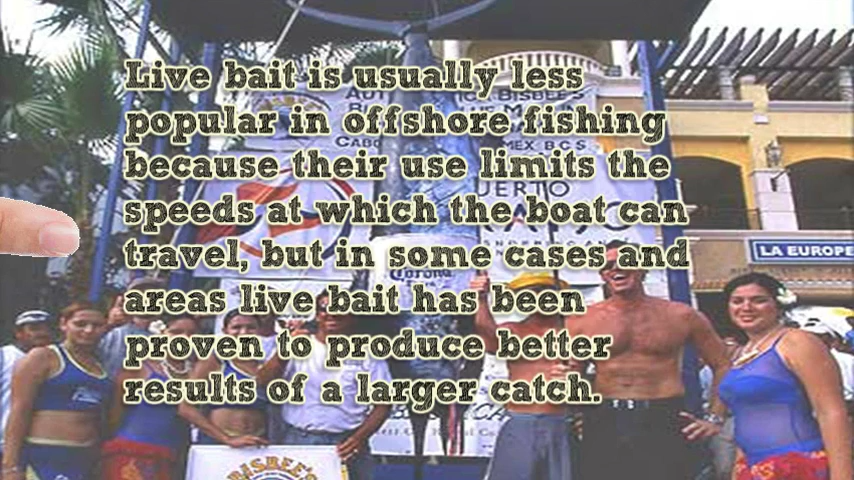 Live bait is usually less
popular in offshore fishing
because their use limits the
speeds at which the boat can
travel, but in some cases and
areas live bait has been
proven to produce better
results of a larger catch.
LA EUROPE
Corona
BISBEE'S